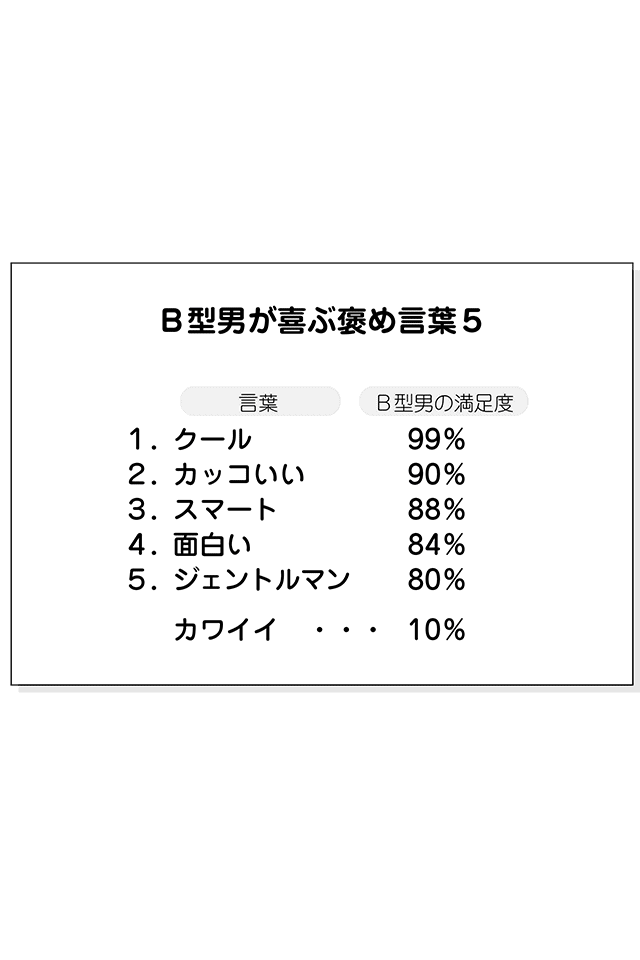 B型男が喜ぶ褒め言葉5
言葉 B型男の満足度
1. クール 99%
2. カッコいい 90%
3. スマート 88%
4. 面白い 84%
5. ジェントルマン 80%
カワイイ ・・・ 10%